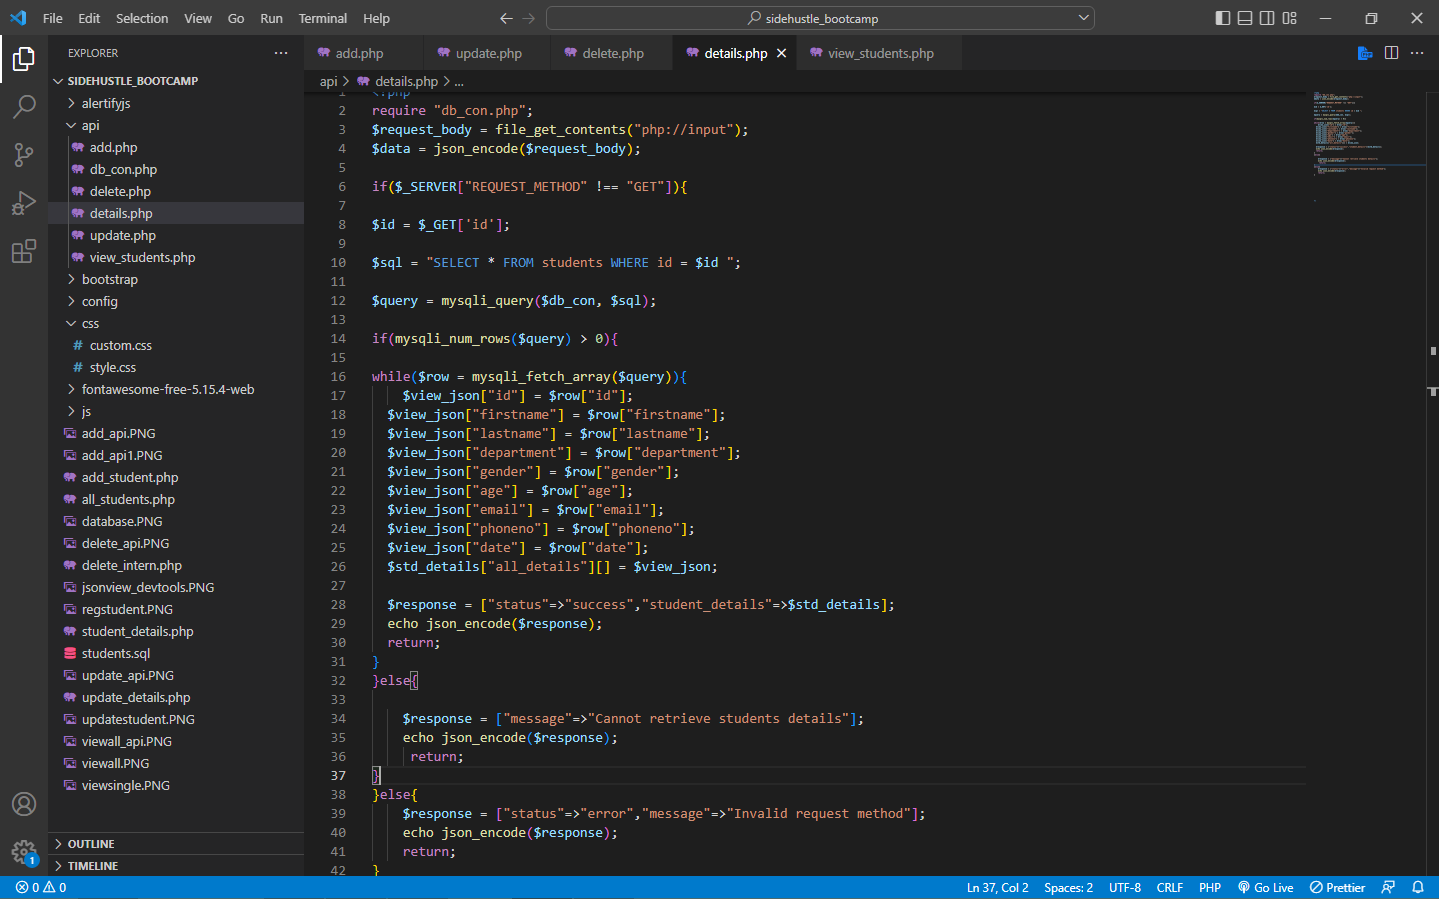 File Edit Selection View Go Run Terminal Help sidehustle_bootcamp
EXPLORER
SIDEHUSTLE_BOOTCAMP
alertifyjs
api
add.php
db_con.php
delete.php
details.php
update.php
view_students.php
bootstrap
config
css
custom.css
style.css
fontawesome-free-5.15.4-web
js
add_api.PNG
add_api1.PNG
add_student.php
all_students.php
database.PNG
delete_api.PNG
delete_intern.php
jsonview_devtools.PNG
regstudent.PNG
student_details.php
students.sql
update_api.PNG
update_details.php
updatestudent.PNG
viewall_api.PNG
viewall.PNG
viewsingle.PNG
OUTLINE
TIMELINE
add.php update.php delete.php details.php view_students.php
api > details.php > ...
1 <?php
2 require "db_con.php";
3 $request_body = file_get_contents("php://input");
4 $data = json_encode($request_body);
5
6 if($_SERVER["REQUEST_METHOD" !== "GET"]){
7
8 $id = $_GET['id'];
9
10 $sql = "SELECT * FROM students WHERE id = $id ";
11
12 $query = mysqli_query($db_con, $sql);
13
14 if(mysqli_num_rows($query) > 0){
15
16 while($row = mysqli_fetch_array($query)){
17 $view_json["id"] = $row["id"];
18 $view_json["firstname"] = $row["firstname"];
19 $view_json["lastname"] = $row["lastname"];
20 $view_json["department"] = $row["department"];
21 $view_json["gender"] = $row["gender"];
22 $view_json["age"] = $row["age"];
23 $view_json["email"] = $row["email"];
24 $view_json["phoneno"] = $row["phoneno"];
25 $view_json["date"] = $row["date"];
26 $std_details["all_details"][] = $view_json;
27
28 $response = ["status"=>"success","student_details"=>$std_details];
29 echo json_encode($response);
30 return;
31 }
32 }else{
33
34 $response = ["message"=>"Cannot retrieve students details"];
35 echo json_encode($response);
36 return;
37 }
38 }else{
39 $response = ["status"=>"error","message"=>"Invalid request method"];
40 echo json_encode($response);
41 return;
42 }
1
0 0 Ln 37, Col 2 Spaces: 2 UTF-8 CRLF PHP Go Live Prettier